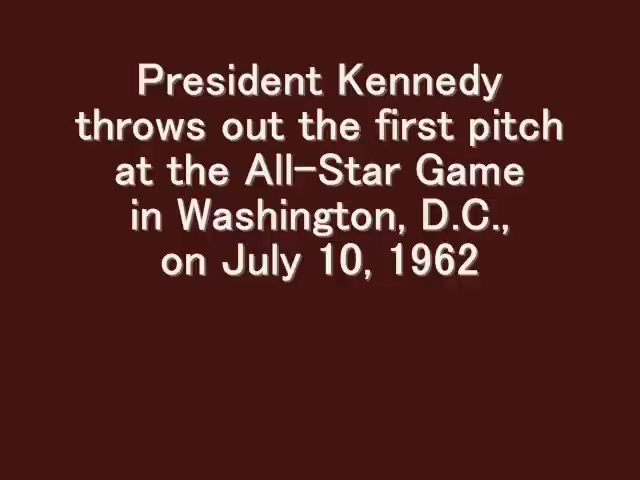 President Kennedy
throws out the first pitch
at the All-Star Game
in Washington, D.C.,
on July 10, 1962